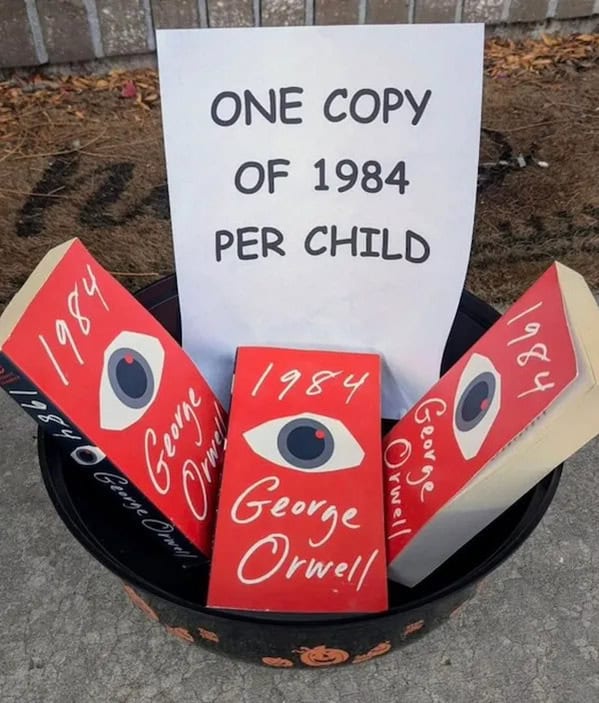 ONE COPY
OF 1984
PER CHILD
1984
George
Orwell
1984
George Orwell
1984
George
Orwell
1984
George
Orwell